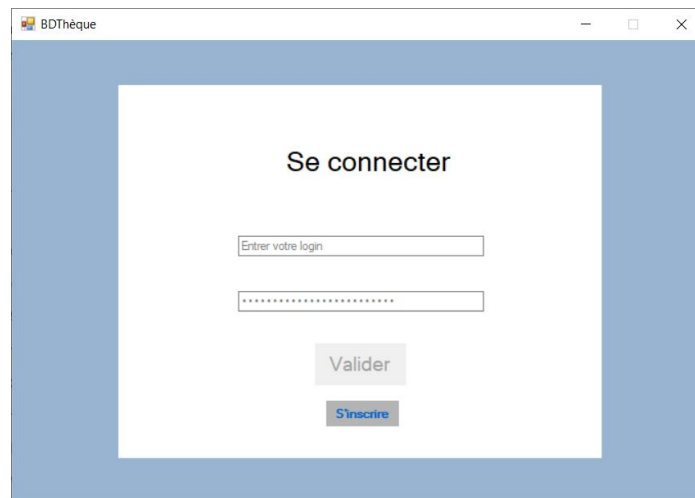 BDThèque
Se connecter
Entrer votre login
•••••••••••••••••••••••••
Valider
S'inscrire